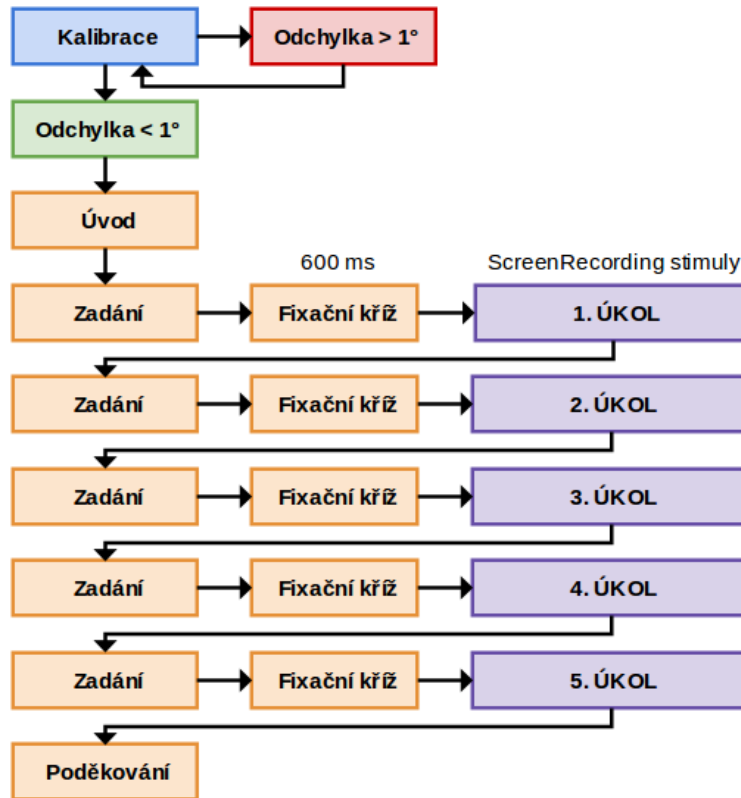 Kalibrace
Odchylka > 1°
Odchylka < 1°
Úvod
600 ms
ScreenRecording stimuly
Zadání
Fixační kříž
1. ÚKOL
Zadání
Fixační kříž
2. ÚKOL
Zadání
Fixační kříž
3. ÚKOL
Zadání
Fixační kříž
4. ÚKOL
Zadání
Fixační kříž
5. ÚKOL
Poděkování